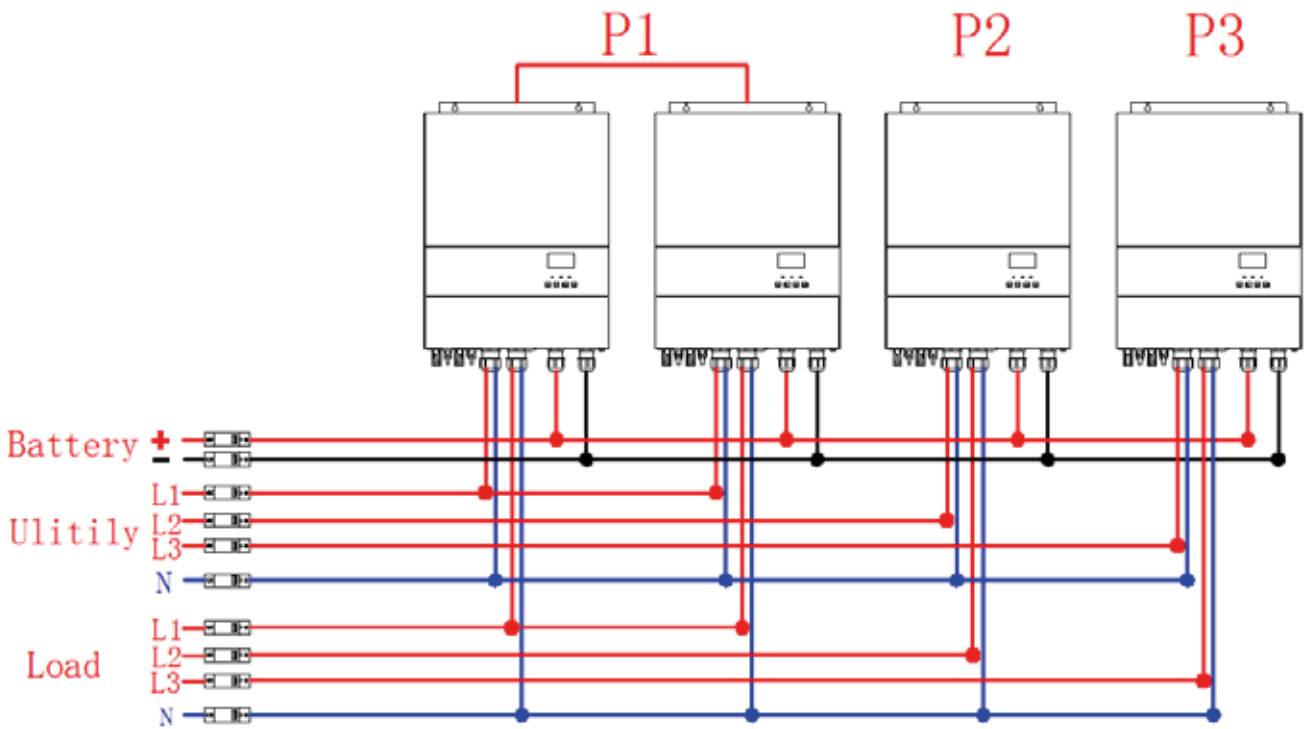 P1 P2 P3
Battery + -
L1
Ulitily L2
L3
N
L1
Load L2
L3
N